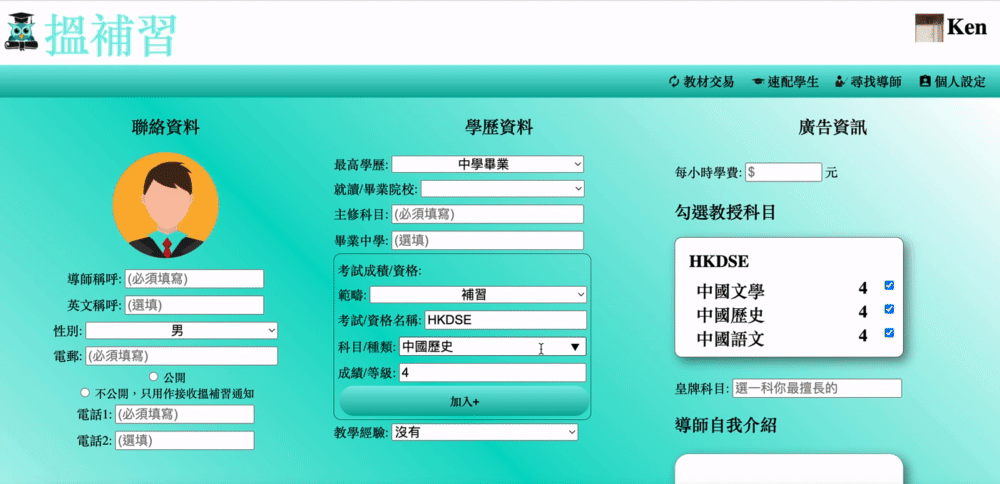 搵補習
Ken
教材交易 速配學生 尋找導師 個人設定
聯絡資料
導師稱呼: (必須填寫)
英文稱呼: (選填)
性別: 男
電郵: (必須填寫)
公開
不公開，只用作接收搵補習通知
電話1: (必須填寫)
電話2: (選填)
學歷資料
最高學歷: 中學畢業
就讀/畢業院校:
主修科目: (必須填寫)
畢業中學: (選填)
考試成積/資格:
範疇: 補習
考試/資格名稱: HKDSE
科目/種類: 中國歷史
成績/等級: 4
加入+
教學經驗: 沒有
廣告資訊
每小時學費: $ 元
勾選教授科目
HKDSE
中國文學 4
中國歷史 4
中國語文 4
皇牌科目: 選一科你最擅長的
導師自我介紹